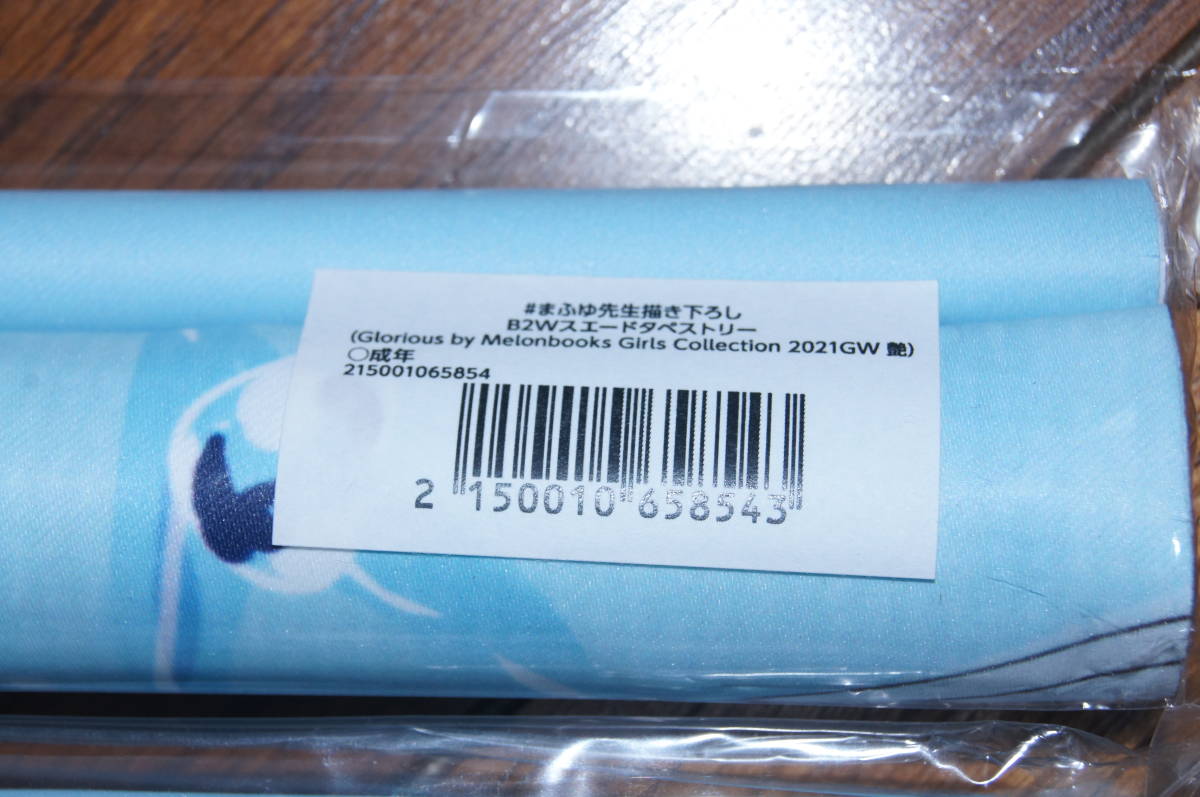 #まふゆ先生描き下ろし
B2Wスエードタペストリー
(Glorious by Melonbooks Girls Collection 2021GW 艶)
○成年
215001065854
2 150010 658543